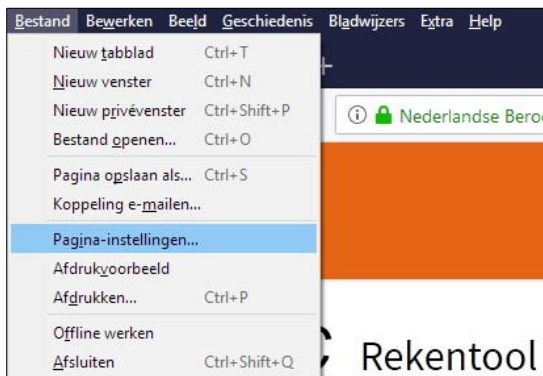 Bestand Bewerken Beeld Geschiedenis Bladwijzers Extra Help
Nieuw tabblad Ctrl+T
Nieuw venster Ctrl+N
Nieuw privévenster Ctrl+Shift+P
Bestand openen... Ctrl+O
Nederlandse Bero
Pagina opslaan als... Ctrl+S
Koppeling e-mailen...
Pagina-instellingen...
Afdrukvoorbeeld
Afdrukken... Ctrl+P
Offline werken
Afsluiten Ctrl+Shift+Q
Rekentool